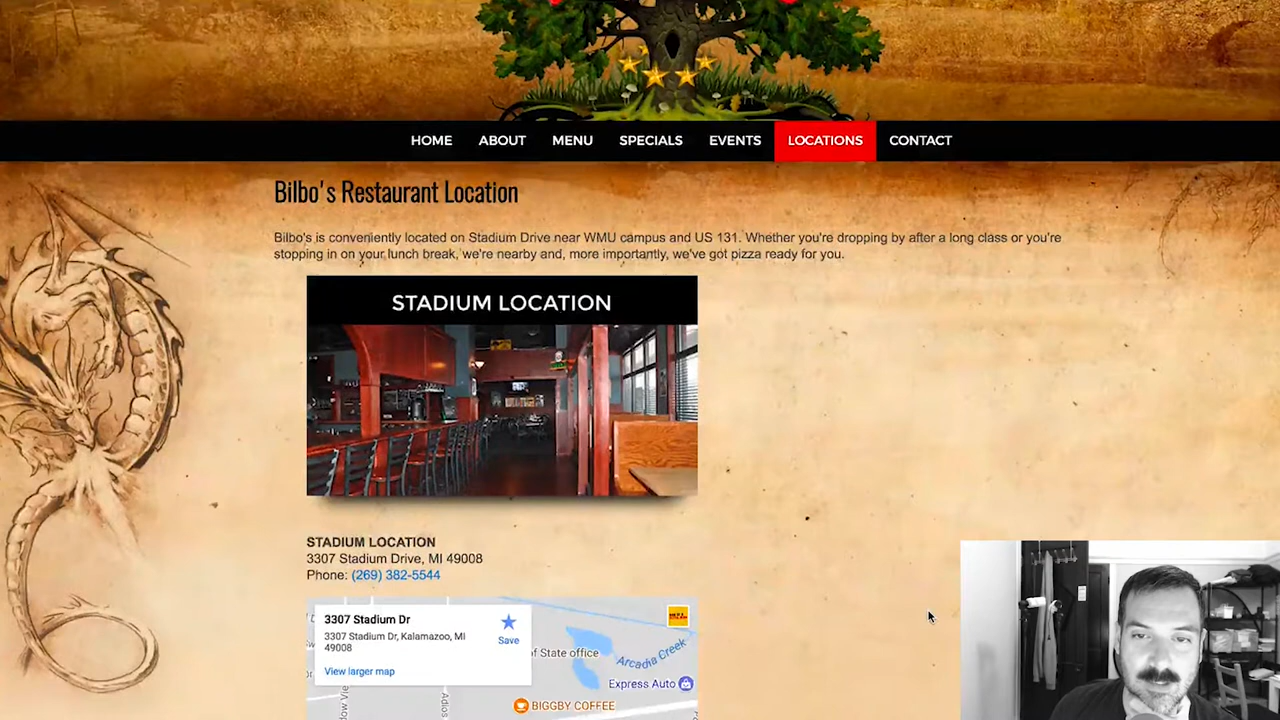 HOME ABOUT MENU SPECIALS EVENTS LOCATIONS CONTACT
Bilbo's Restaurant Location
Bilbo's is conveniently located on Stadium Drive near WMU campus and US 131. Whether you're dropping by after a long class or you're
stopping in on your lunch break, we're nearby and, more importantly, we've got pizza ready for you.
STADIUM LOCATION
STADIUM LOCATION
3307 Stadium Drive, MI 49008
Phone: (269) 382-5544
3307 Stadium Dr
3307 Stadium Dr, Kalamazoo, MI
49008
Save
View larger map
of State office
Arcadia Creek
Express Auto
BIGGBY COFFEE